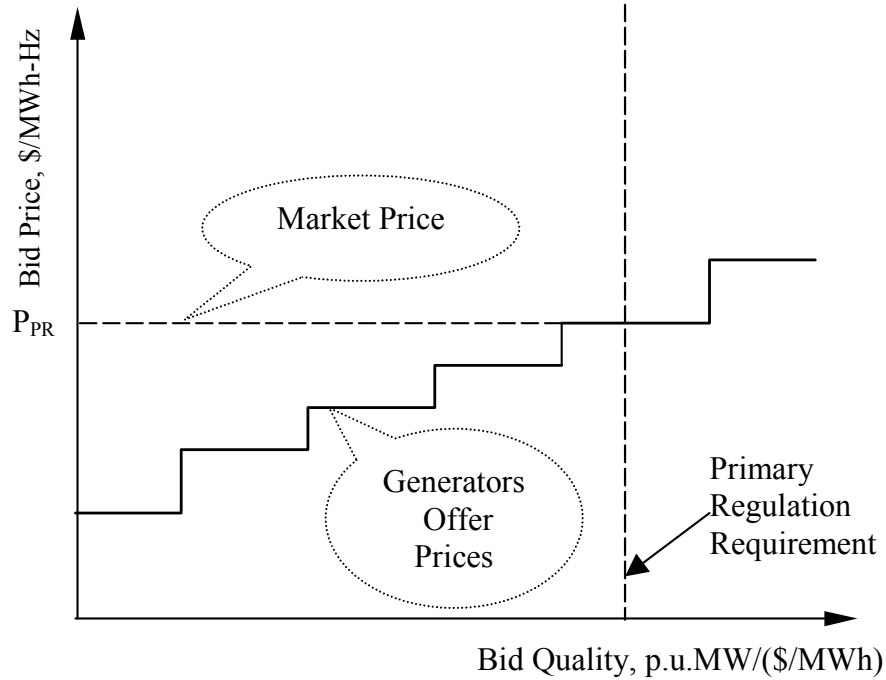 Bid Price, $/MWh-Hz
Market Price
P_PR
Generators
Offer
Prices
Primary
Regulation
Requirement
Bid Quality, p.u.MW/($/MWh)